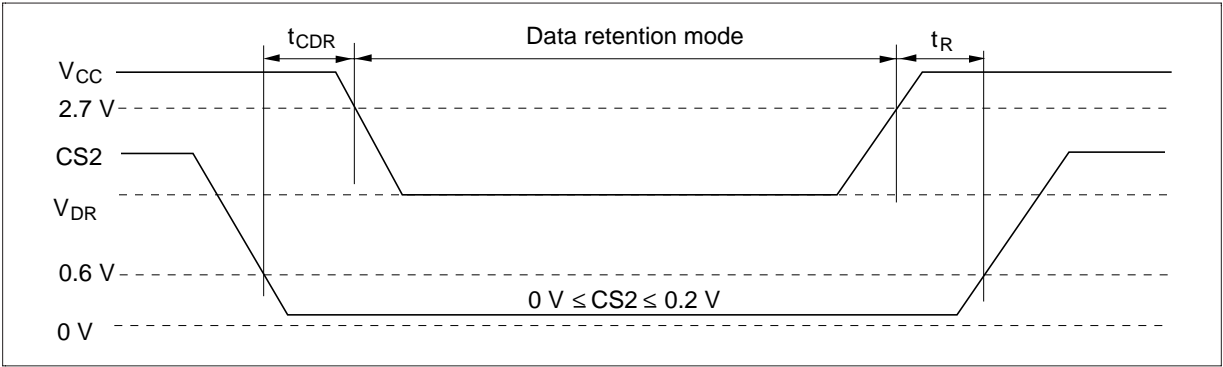 tCDR
Data retention mode
tR
VCC
2.7 V
CS2
VDR
0.6 V
0 V ≤ CS2 ≤ 0.2 V
0 V